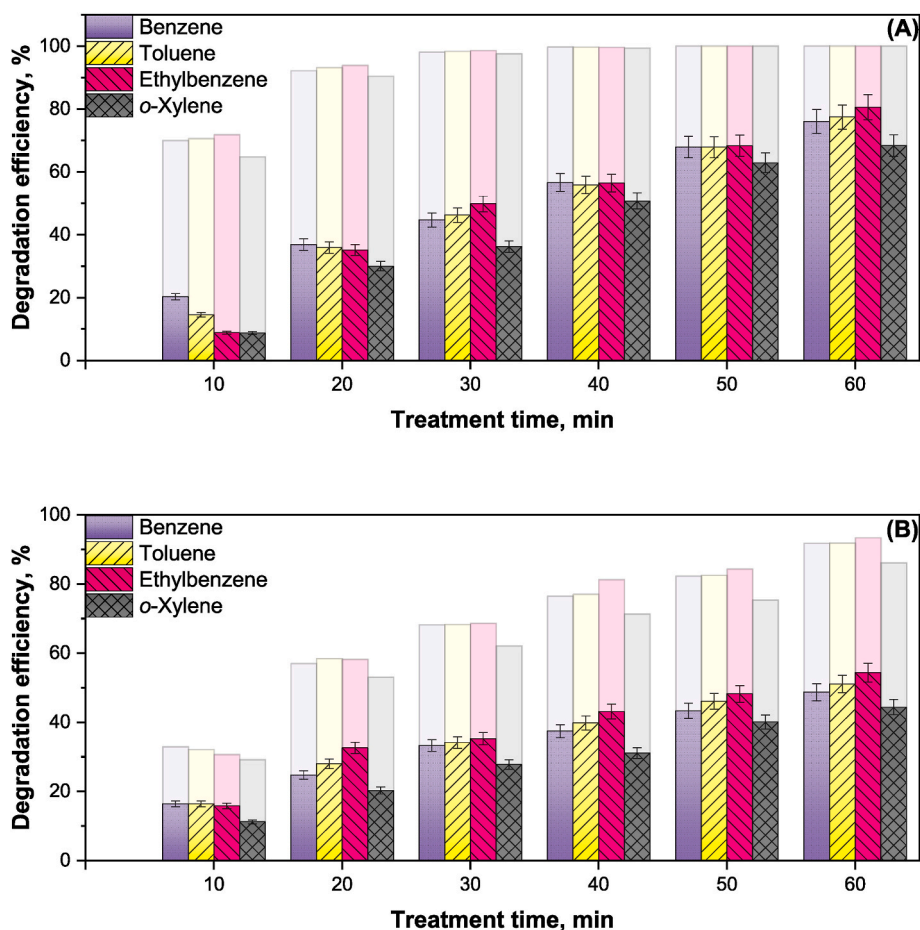 (A)
Benzene
Toluene
Ethylbenzene
o-Xylene
Degradation efficiency, %
100
80
60
40
20
0
10 20 30 40 50 60
Treatment time, min
(B)
Benzene
Toluene
Ethylbenzene
o-Xylene
Degradation efficiency, %
100
80
60
40
20
0
10 20 30 40 50 60
Treatment time, min